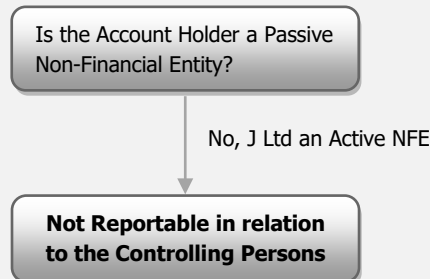 Is the Account Holder a Passive
Non-Financial Entity?
No, J Ltd an Active NFE
Not Reportable in relation
to the Controlling Persons